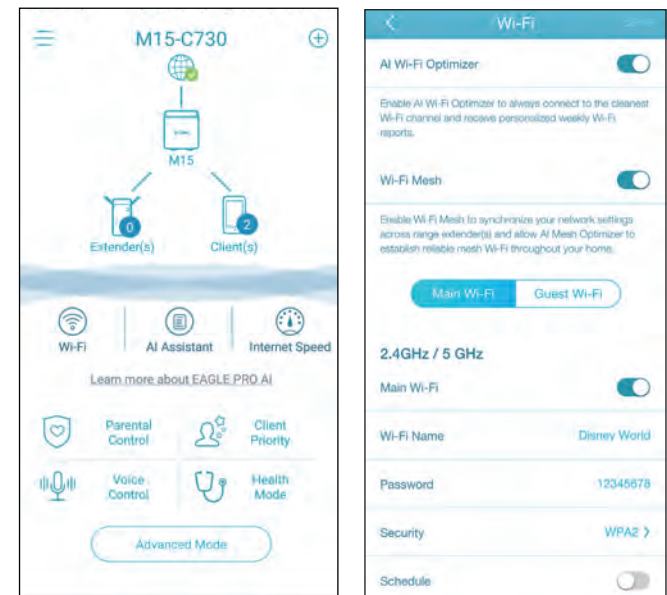 M15-C730
M15
0
2
Extender(s)
Client(s)
Wi-Fi
AI Assistant
Internet Speed
Learn more about EAGLE PRO AI
Parental
Control
Client
Priority
Voice
Control
Health
Mode
Advanced Mode
Wi-Fi
AI Wi-Fi Optimizer
Enable AI Wi-Fi Optimizer to always connect to the cleanest
Wi-Fi channel and receive personalized weekly Wi-Fi
reports.
Wi-Fi Mesh
Enable Wi-Fi Mesh to synchronize your network settings
across range extender(s) and allow AI Mesh Optimizer to
establish reliable mesh Wi-Fi throughout your home.
Main Wi-Fi
Guest Wi-Fi
2.4GHz / 5 GHz
Main Wi-Fi
Wi-Fi Name
Disney World
Password
12345678
Security
WPA2
Schedule